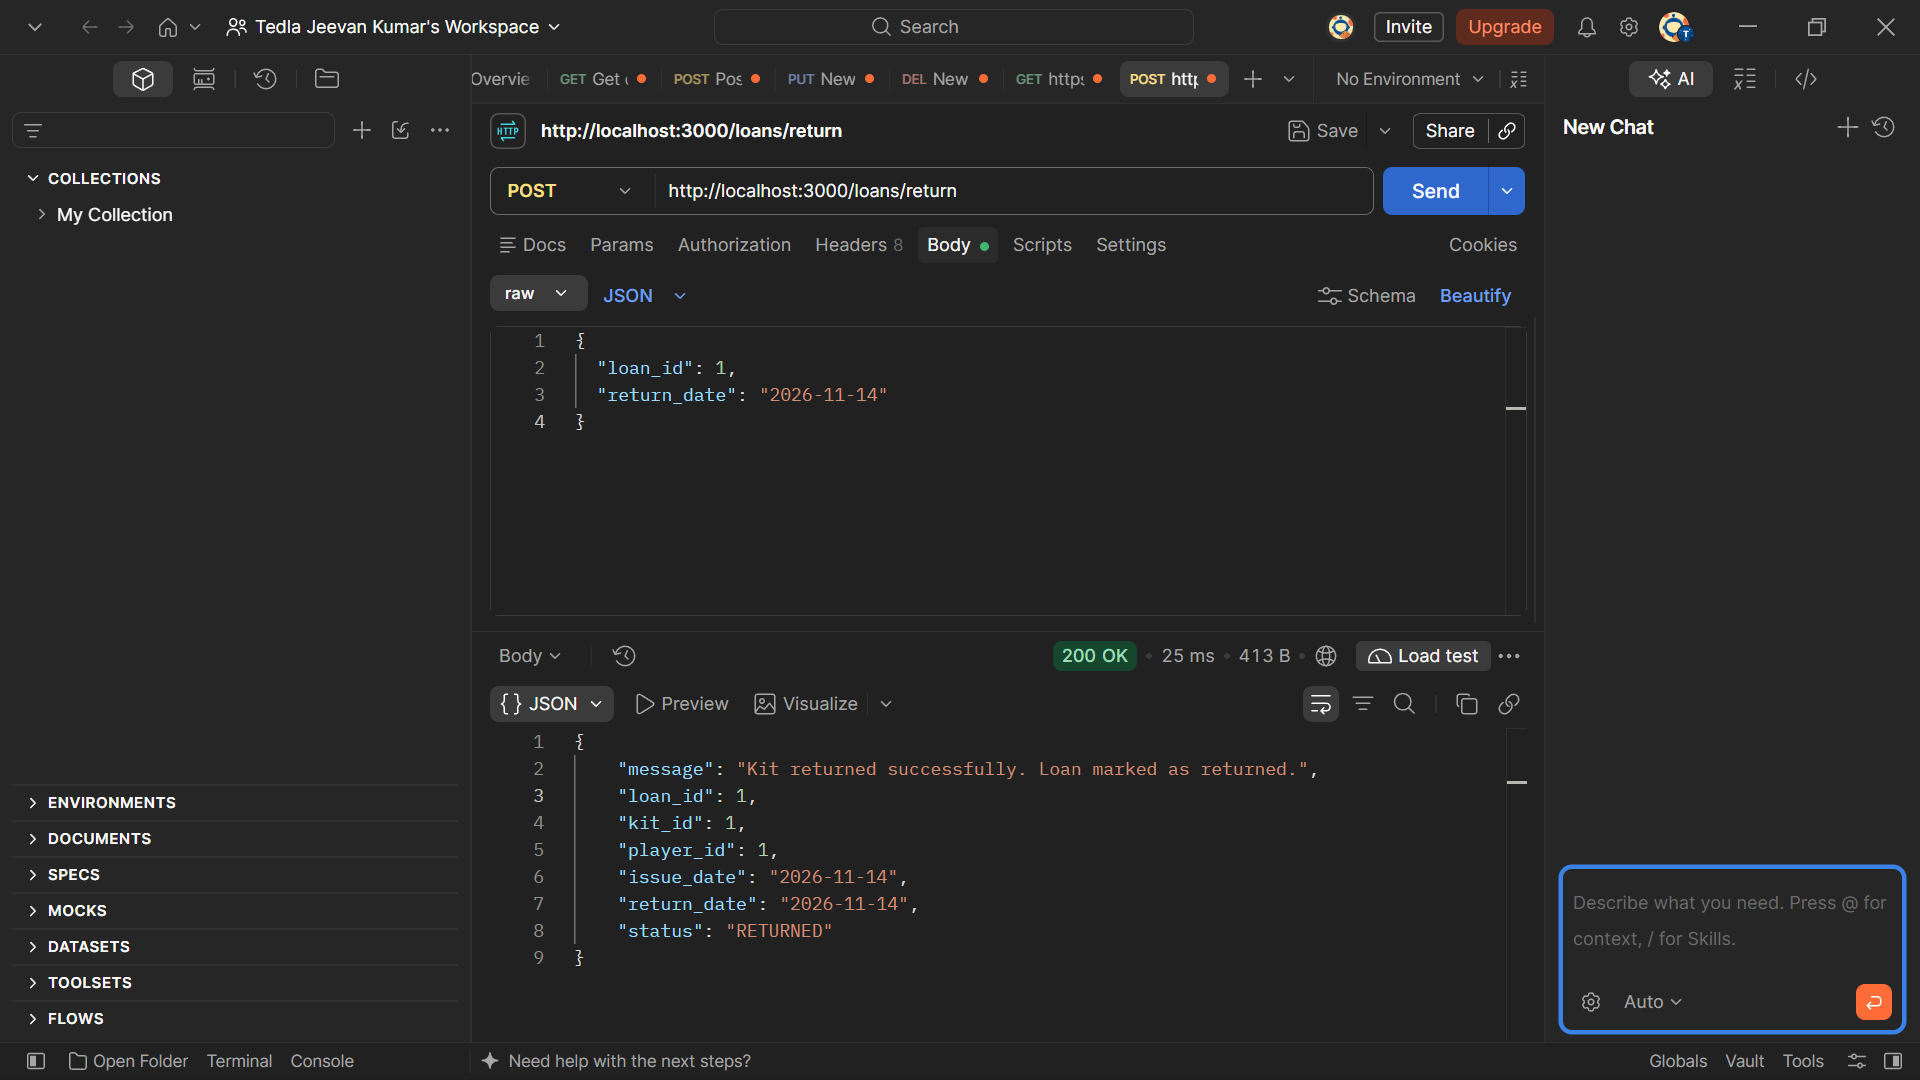 Tedla Jeevan Kumar's Workspace
Search
Invite
Upgrade
Overvie
GET Get
POST Pos
PUT New
DEL New
GET https
POST http
No Environment
AI
HTTP
http://localhost:3000/loans/return
Save
Share
New Chat
COLLECTIONS
My Collection
POST
http://localhost:3000/loans/return
Send
Docs
Params
Authorization
Headers 8
Body
Scripts
Settings
Cookies
raw
JSON
Schema
Beautify
1 {
2 "loan_id": 1,
3 "return_date": "2026-11-14"
4 }
Body
200 OK
25 ms
413 B
Load test
{} JSON
Preview
Visualize
1 {
2 "message": "Kit returned successfully. Loan marked as returned.",
3 "loan_id": 1,
4 "kit_id": 1,
5 "player_id": 1,
6 "issue_date": "2026-11-14",
7 "return_date": "2026-11-14",
8 "status": "RETURNED"
9 }
ENVIRONMENTS
DOCUMENTS
SPECS
MOCKS
DATASETS
TOOLSETS
FLOWS
Describe what you need. Press @ for
context, / for Skills.
Auto
Open Folder
Terminal
Console
Need help with the next steps?
Globals
Vault
Tools